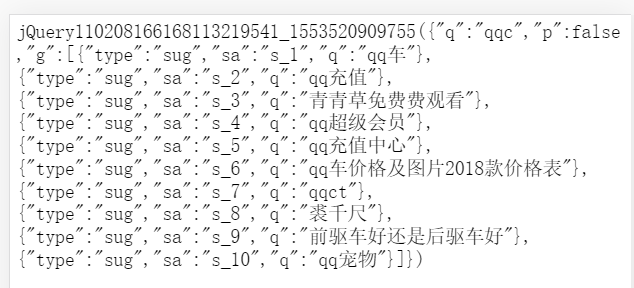 jQuery110208166168113219541_1553520909755({"q":"qqc","p":false
,"g":[{"type":"sug","sa":"s_1","q":"qq车"},
{"type":"sug","sa":"s_2","q":"qq充值"},
{"type":"sug","sa":"s_3","q":"青青草免费费观看"},
{"type":"sug","sa":"s_4","q":"qq超级会员"},
{"type":"sug","sa":"s_5","q":"qq充值中心"},
{"type":"sug","sa":"s_6","q":"qq车价格及图片2018款价格表"},
{"type":"sug","sa":"s_7","q":"qqct"},
{"type":"sug","sa":"s_8","q":"裘千尺"},
{"type":"sug","sa":"s_9","q":"前驱车好还是后驱车好"},
{"type":"sug","sa":"s_10","q":"qq宠物"}]})